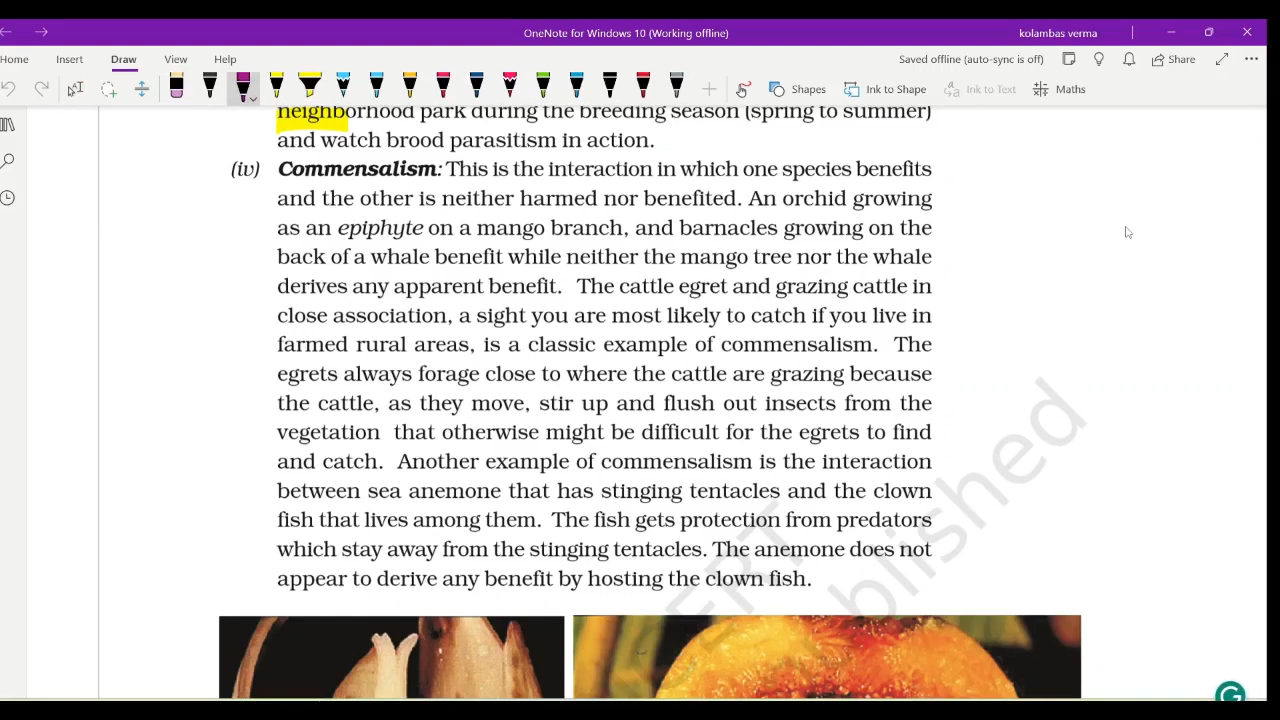 OneNote for Windows 10 (Working offline)
kolambas verma
Home Insert Draw View Help
Saved offline (auto-sync is off)
Share
Shapes
Ink to Shape
Ink to Text
Maths
neighborhood park during the breeding season (spring to summer)
and watch brood parasitism in action.
(iv) Commensalism: This is the interaction in which one species benefits
and the other is neither harmed nor benefited. An orchid growing
as an epiphyte on a mango branch, and barnacles growing on the
back of a whale benefit while neither the mango tree nor the whale
derives any apparent benefit. The cattle egret and grazing cattle in
close association, a sight you are most likely to catch if you live in
farmed rural areas, is a classic example of commensalism. The
egrets always forage close to where the cattle are grazing because
the cattle, as they move, stir up and flush out insects from the
vegetation that otherwise might be difficult for the egrets to find
and catch. Another example of commensalism is the interaction
between sea anemone that has stinging tentacles and the clown
fish that lives among them. The fish gets protection from predators
which stay away from the stinging tentacles. The anemone does not
appear to derive any benefit by hosting the clown fish.